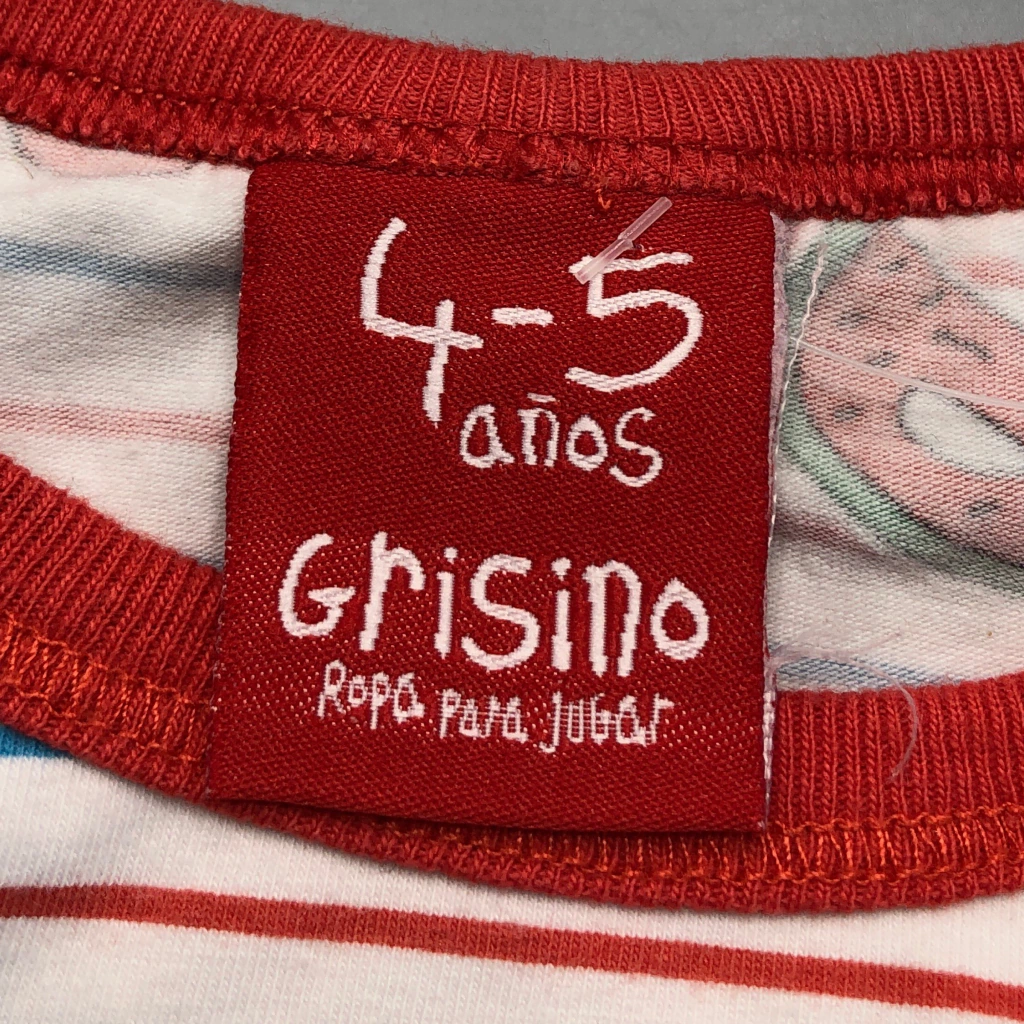 4-5
años
Grisino
Ropa para jugar